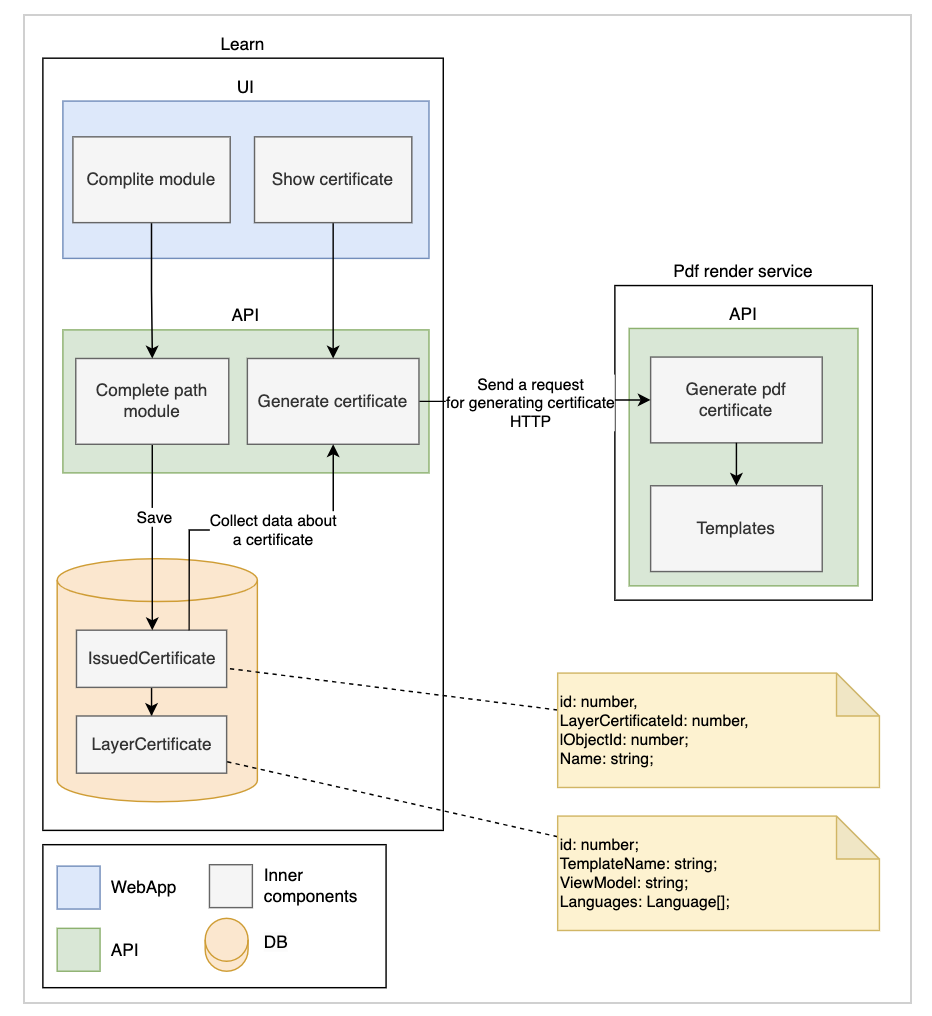 Learn
UI
Complite module
Show certificate
API
Complete path
module
Generate certificate
Send a request
for generating certificate
HTTP
Pdf render service
API
Generate pdf
certificate
Templates
Save
Collect data about
a certificate
IssuedCertificate
LayerCertificate
id: number,
LayerCertificateId: number,
lObjectId: number;
Name: string;
id: number;
TemplateName: string;
ViewModel: string;
Languages: Language[];
WebApp
Inner
components
API
DB